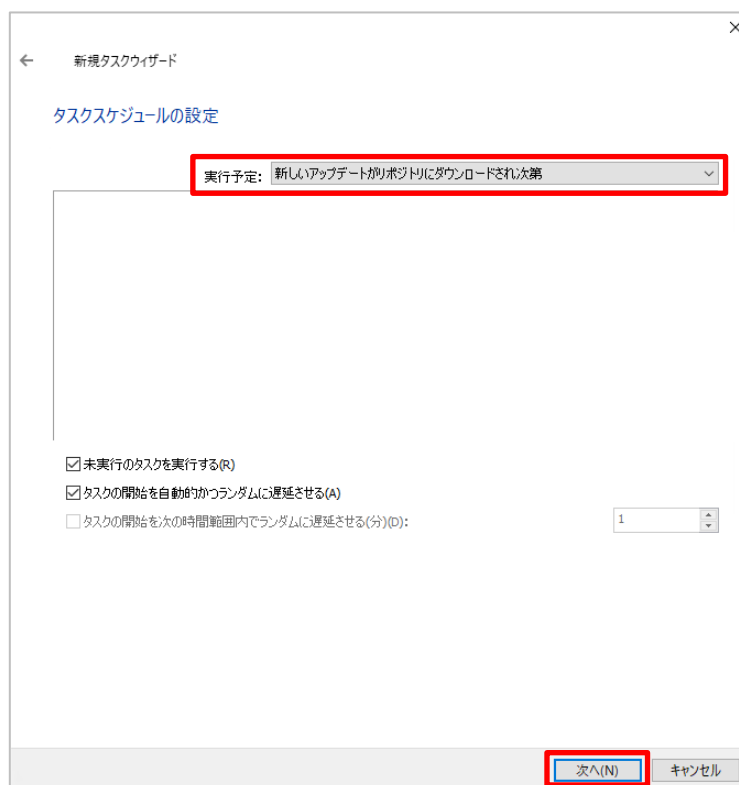 新規タスクウィザード
タスクスケジュールの設定
実行予定: 新しいアップデートがリポジトリにダウンロードされ次第
未実行のタスクを実行する(R)
タスクの開始を自動的かつランダムに遅延させる(A)
タスクの開始を次の時間範囲内でランダムに遅延させる(分)(D): 1
次へ(N) キャンセル